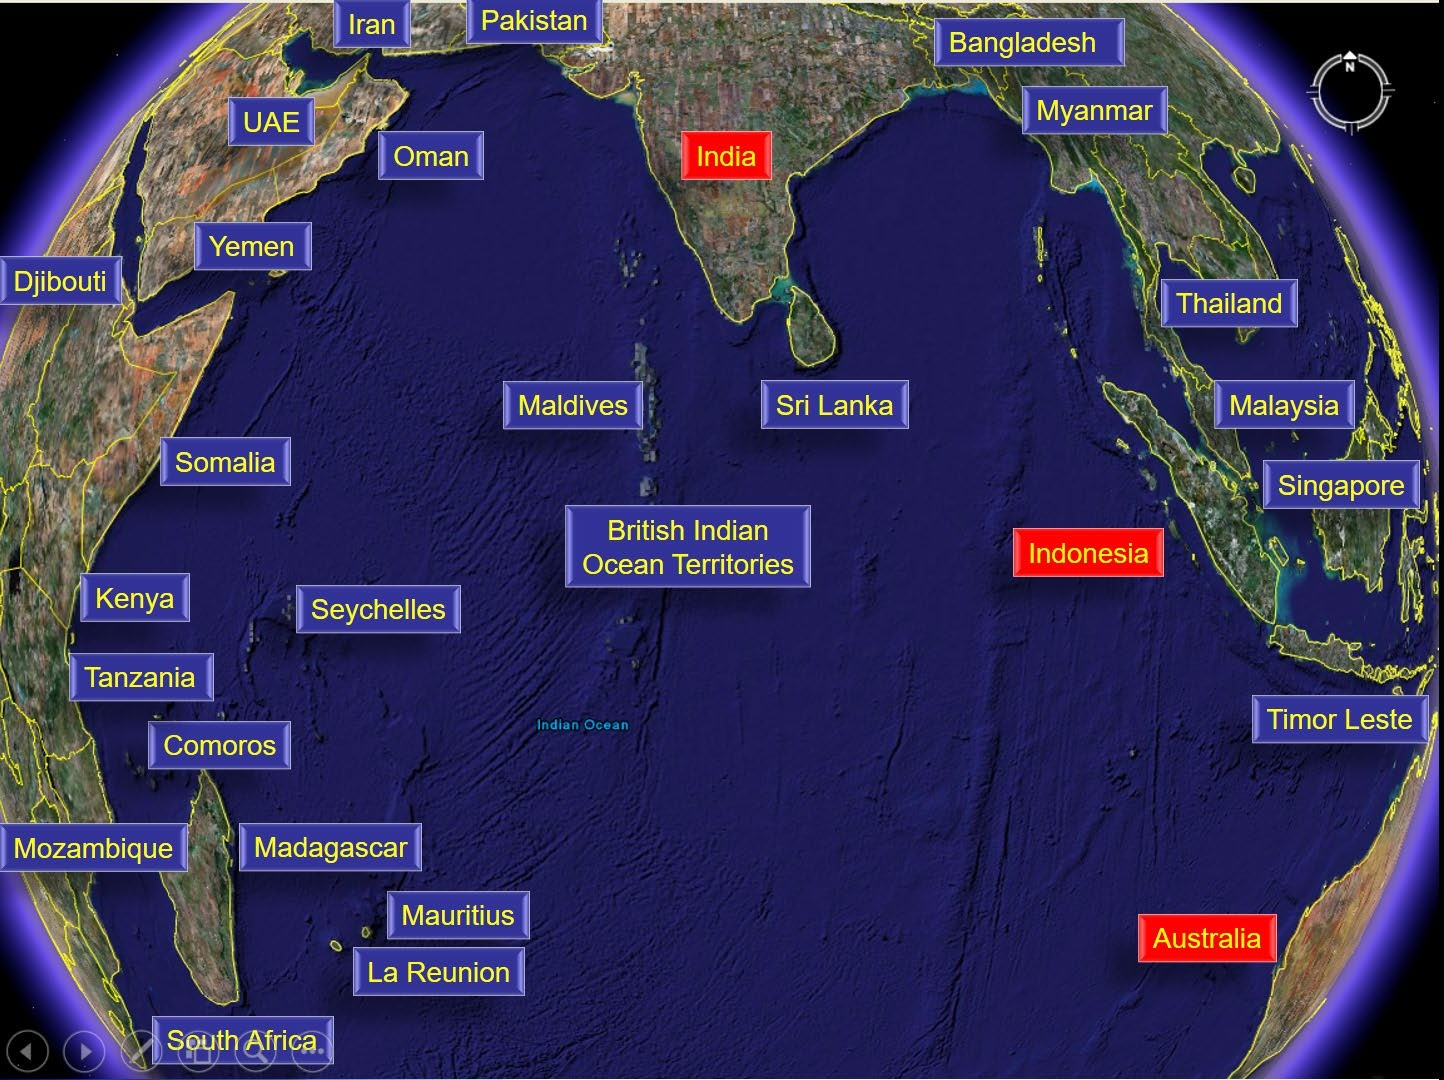 Iran
Pakistan
Bangladesh
N
UAE
Myanmar
Oman
India
Yemen
Djibouti
Thailand
Maldives
Sri Lanka
Malaysia
Somalia
Singapore
British Indian
Ocean Territories
Indonesia
Kenya
Seychelles
Tanzania
Timor Leste
Indian Ocean
Comoros
Mozambique
Madagascar
Mauritius
Australia
La Reunion
South Africa